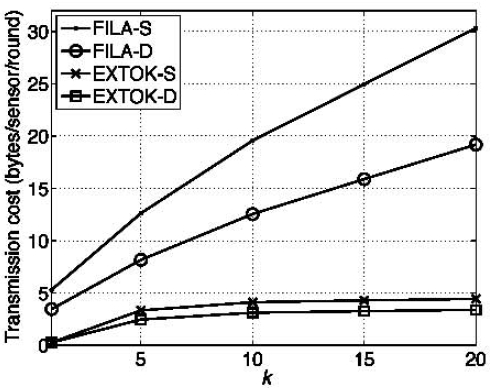 Transmission cost (bytes/sensor/round)
30
25
20
15
10
5
0
FILA-S
FILA-D
EXTOK-S
EXTOK-D
5
10
15
20
k